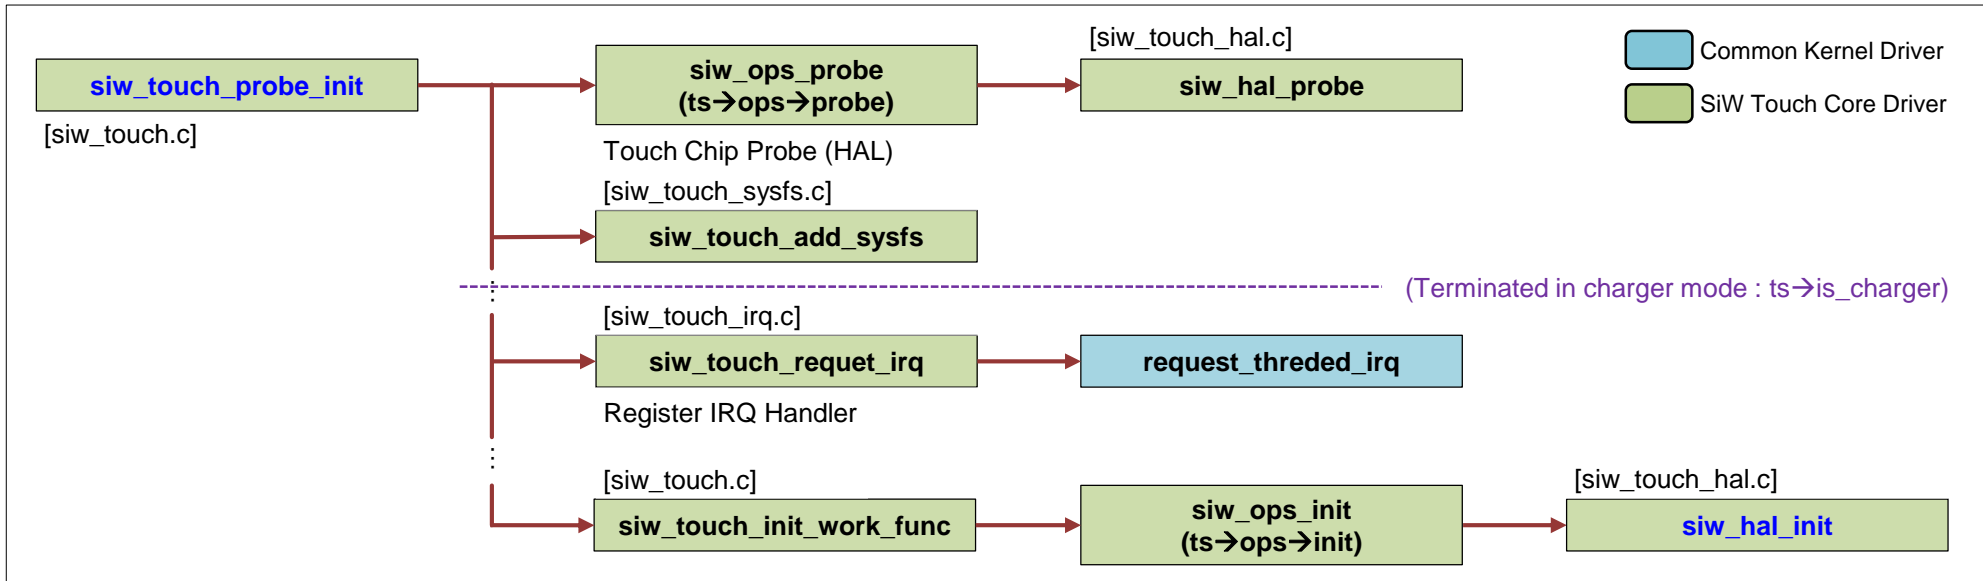 [siw_touch_hal.c]
Common Kernel Driver
siw_touch_probe_init
siw_ops_probe
(ts→ops→probe)
siw_hal_probe
SiW Touch Core Driver
[siw_touch.c]
Touch Chip Probe (HAL)
[siw_touch_sysfs.c]
siw_touch_add_sysfs
(Terminated in charger mode : ts→is_charger)
[siw_touch_irq.c]
siw_touch_requet_irq
request_threded_irq
Register IRQ Handler
[siw_touch.c]
[siw_touch_hal.c]
siw_touch_init_work_func
siw_ops_init
(ts→ops→init)
siw_hal_init